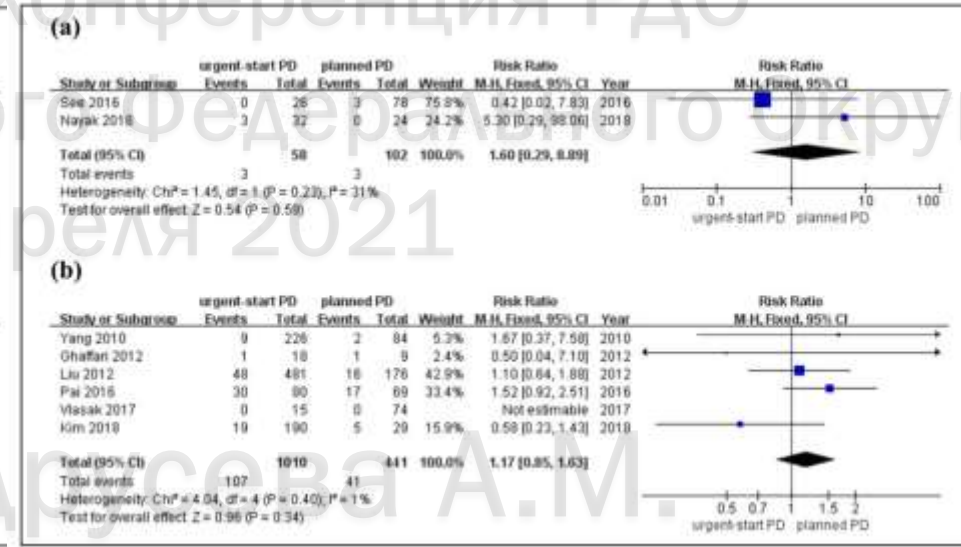 конференция РДО
(a)
urgent-start PD planned PD Risk Ratio Risk Ratio
Study or Subgroup Events Total Events Total Weight M-H, Fixed, 95% CI Year M-H, Fixed, 95% CI
See 2016 0 26 3 78 75.8% 0.42 [0.02, 7.83] 2016
Nayak 2018 3 32 0 24 24.2% 5.30 [0.29, 98.06] 2018
Федерального Окру
Total (95% CI) 58 102 100.0% 1.60 [0.29, 8.89]
Total events 3 3
Heterogeneity: Chi² = 1.45, df = 1 (P = 0.23); I² = 31%
Test for overall effect: Z = 0.54 (P = 0.59)
0.01 0.1 1 10 100
urgent-start PD planned PD
реля 2021
(b)
urgent-start PD planned PD Risk Ratio Risk Ratio
Study or Subgroup Events Total Events Total Weight M-H, Fixed, 95% CI Year M-H, Fixed, 95% CI
Yang 2010 9 226 2 84 5.3% 1.67 [0.37, 7.58] 2010
Ghaffari 2012 1 18 1 9 2.4% 0.50 [0.04, 7.10] 2012
Liu 2012 48 481 16 176 42.9% 1.10 [0.64, 1.88] 2012
Pai 2016 30 80 17 69 33.4% 1.52 [0.92, 2.51] 2016
Vlasak 2017 0 15 0 74 Not estimable 2017
Kim 2018 19 190 5 29 15.9% 0.58 [0.23, 1.43] 2018
Total (95% CI) 1010 441 100.0% 1.17 [0.85, 1.63]
Total events 107 41
Heterogeneity: Chi² = 4.04, df = 4 (P = 0.40); I² = 1%
Test for overall effect: Z = 0.96 (P = 0.34)
0.5 0.7 1 1.5 2
urgent-start PD planned PD
А.М.